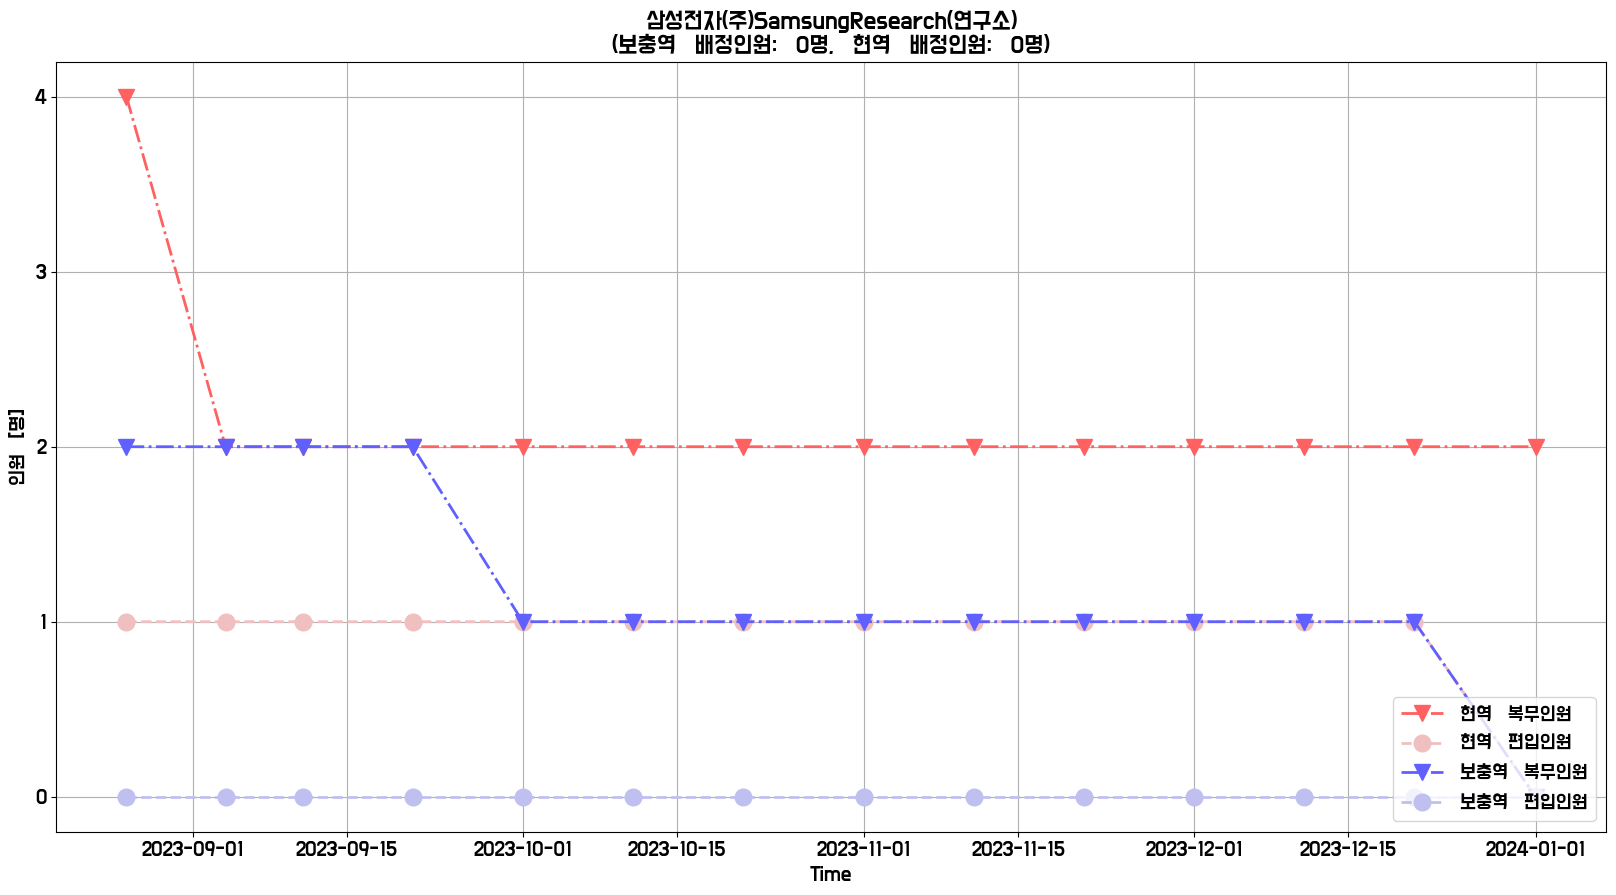 삼성전자(주)SamsungResearch(연구소)
(보충역 배정인원: 0명, 현역 배정인원: 0명)
인원 [명]
4
3
2
1
0
현역 복무인원
현역 편입인원
보충역 복무인원
보충역 편입인원
2023-09-01 2023-09-15 2023-10-01 2023-10-15 2023-11-01 2023-11-15 2023-12-01 2023-12-15 2024-01-01
Time